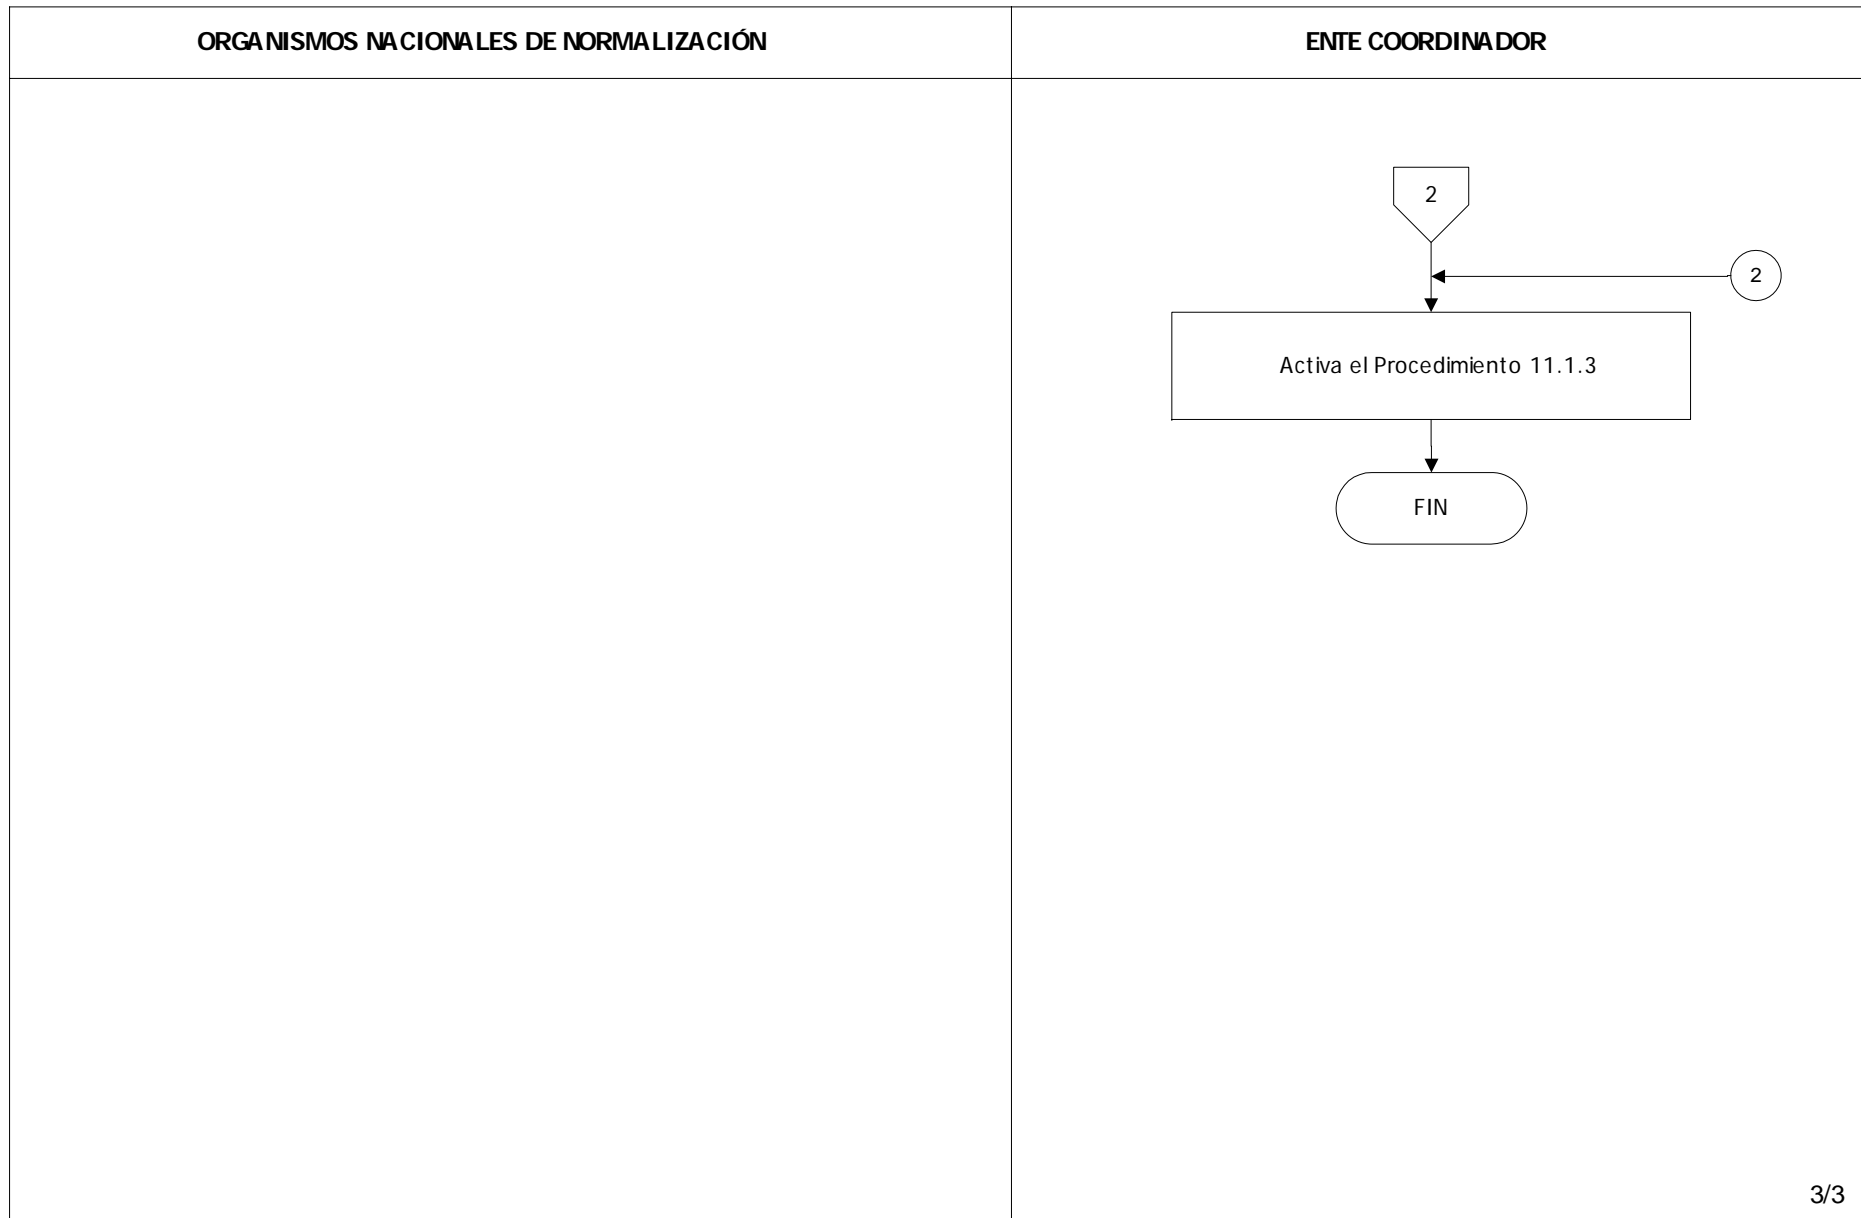 ORGANISMOS NACIONALES DE NORMALIZACIÓN
ENTE COORDINADOR
2
2
Activa el Procedimiento 11.1.3
FIN
3/3